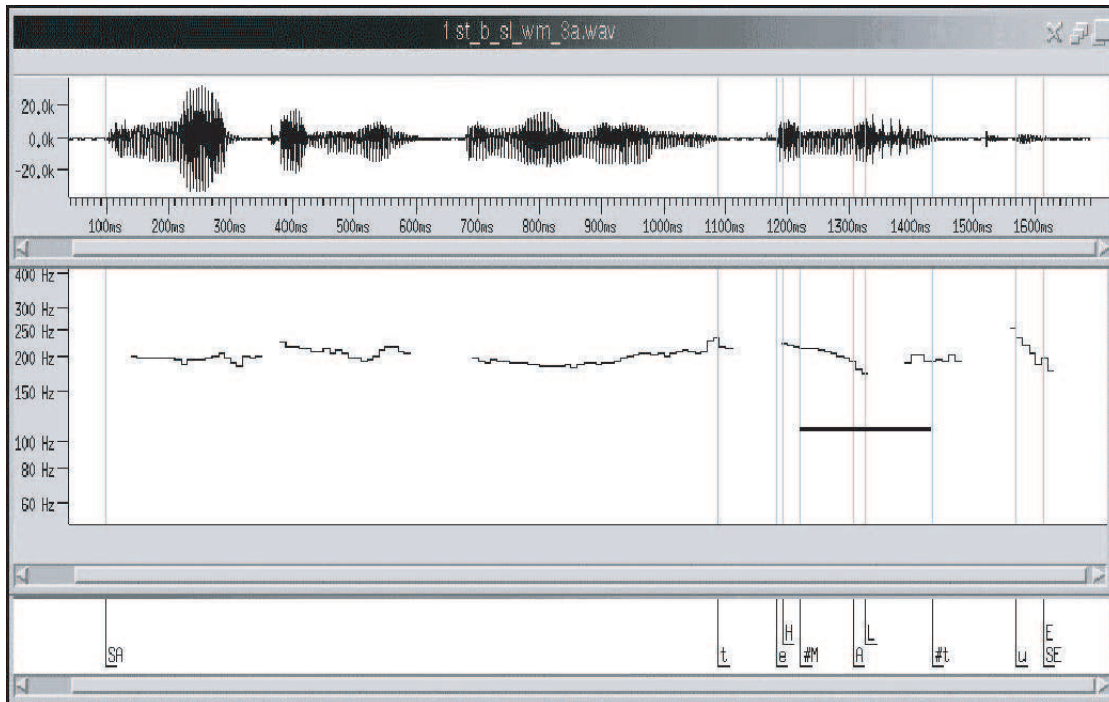 1 st_b_sl_wm_3a.wav
20.0k
0.0k
-20.0k
100ms 200ms 300ms 400ms 500ms 600ms 700ms 800ms 900ms 1000ms 1100ms 1200ms 1300ms 1400ms 1500ms 1600ms
400 Hz
300 Hz
250 Hz
200 Hz
150 Hz
100 Hz
80 Hz
60 Hz
H L E
SA t e #M A #t u SE